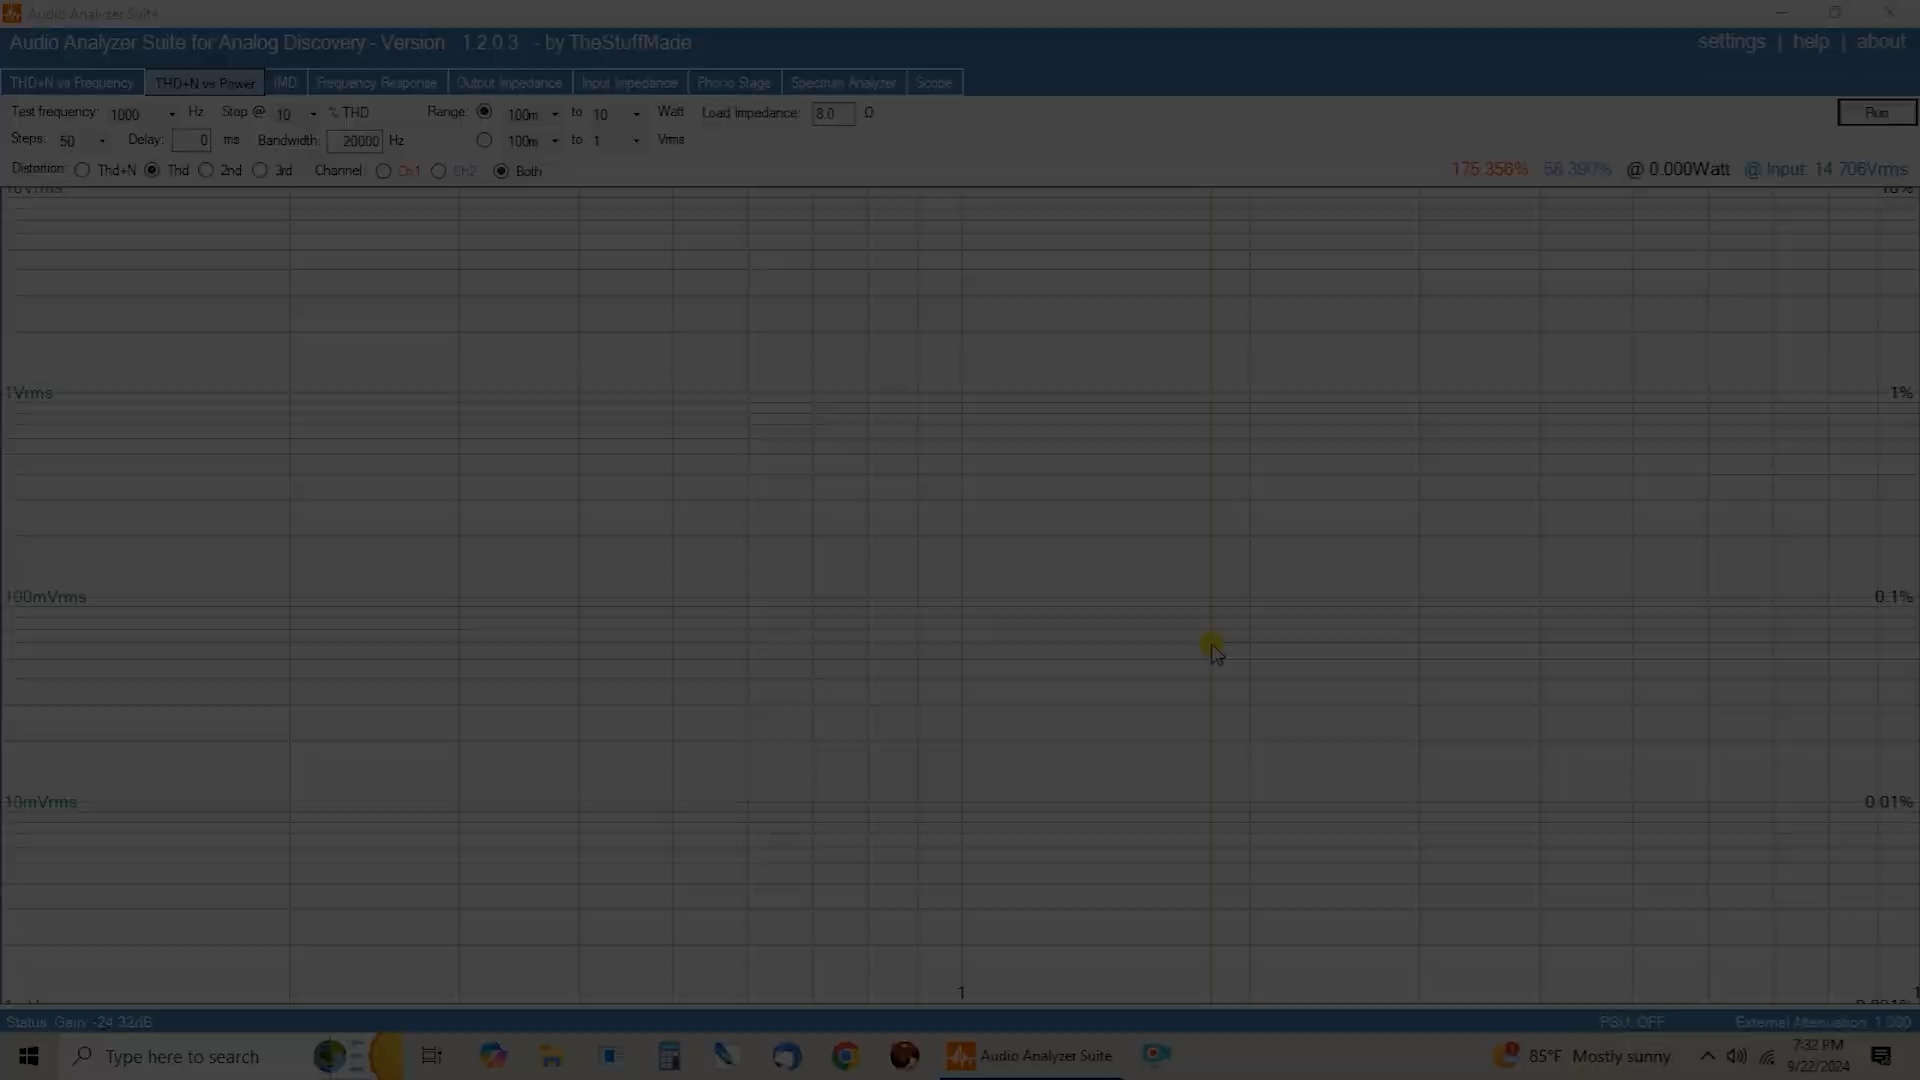 Audio Analyzer Suite
Audio Analyzer Suite for Analog Discovery - Version 1.2.0.3 - by TheStuffMade
settings | help | about
THD+N vs Frequency THD+N vs Power IMD Frequency Response Output Impedance Input Impedance Phono Stage Spectrum Analyzer Scope
Test frequency: 1000 Hz Stop @ 10 % THD Range: 100m to 10 Watt Load Impedance: 8.0 Ω Run
Steps: 50 Delay: 0 ms Bandwidth: 20000 Hz 100m to 1 Vrms
Distortion: Thd+N Thd 2nd 3rd Channel: Ch1 Ch2 Both 175.356% 58.390% @ 0.000Watt @ Input: 14.706Vrms
10Vrms 10%
1Vrms 1%
100mVrms 0.1%
10mVrms 0.01%
1 1
0.001%
Status: Gain: -24.32dB PSU: OFF External Attenuation: 1.000
Type here to search Audio Analyzer Suite 85°F Mostly sunny 7:32 PM
9/22/2024